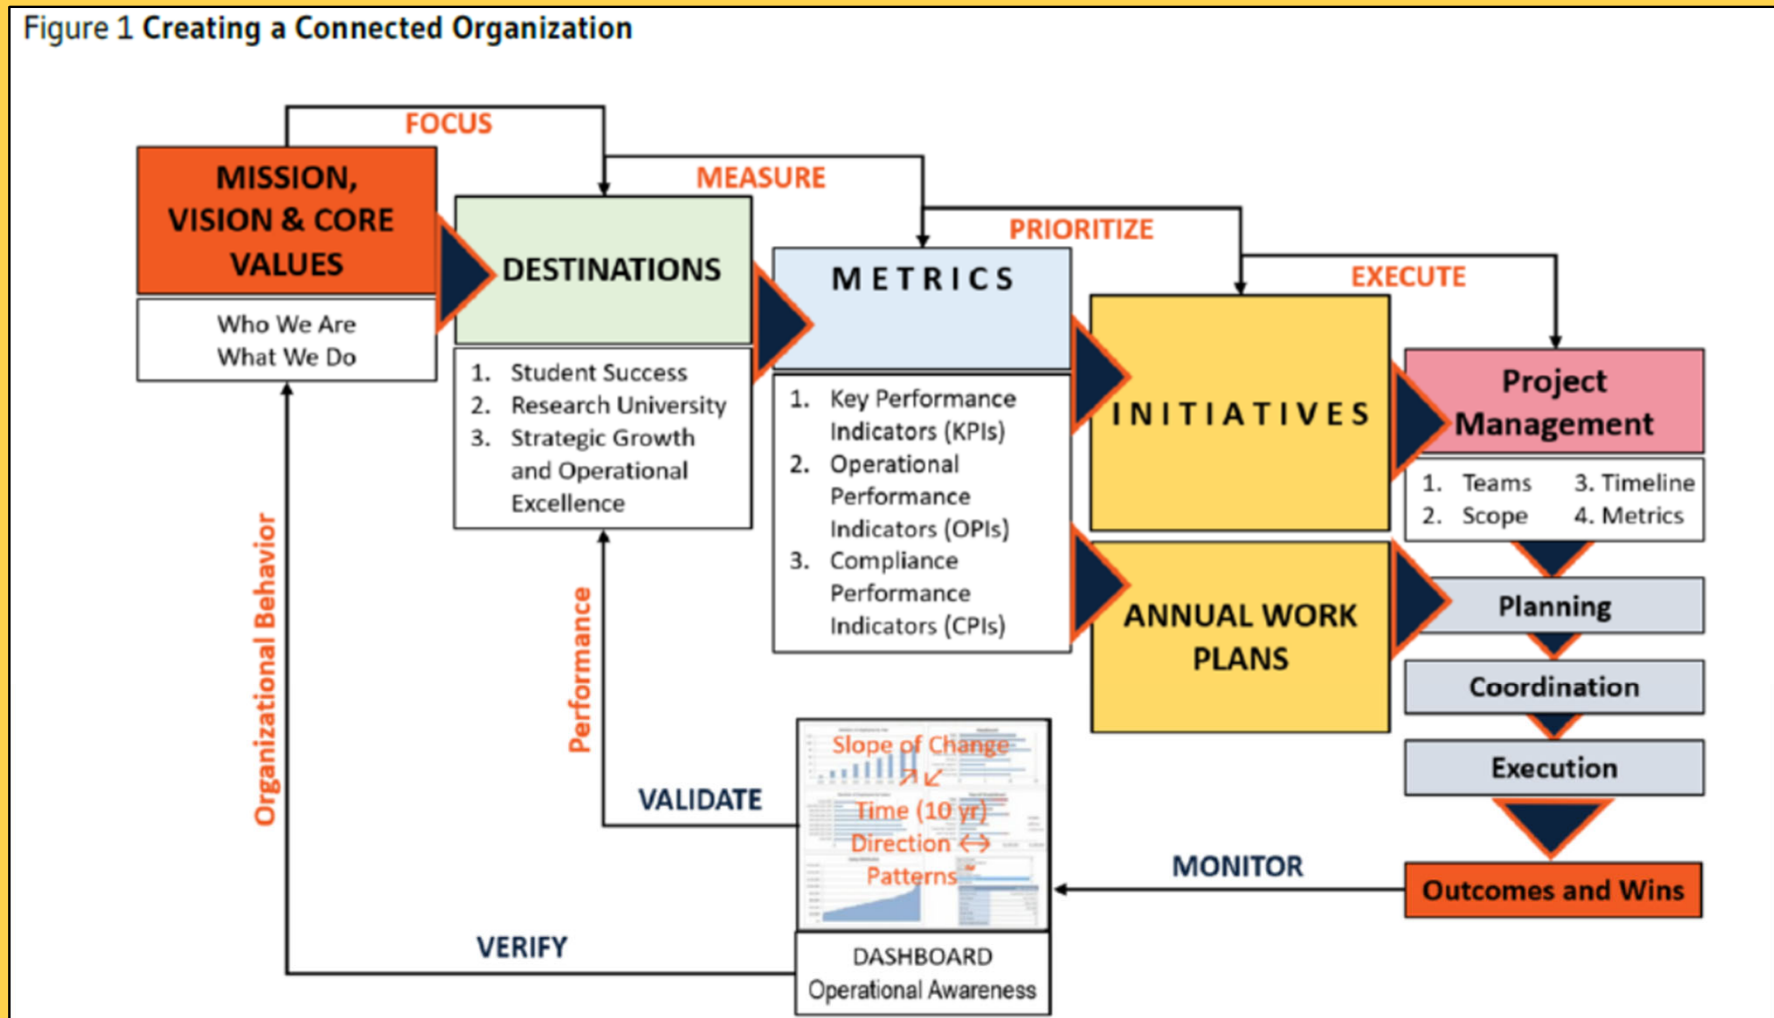 Figure 1 Creating a Connected Organization
FOCUS
MEASURE
PRIORITIZE
EXECUTE
MISSION,
VISION & CORE
VALUES
Who We Are
What We Do
DESTINATIONS
1. Student Success
2. Research University
3. Strategic Growth
and Operational
Excellence
METRICS
1. Key Performance
Indicators (KPIs)
2. Operational
Performance
Indicators (OPIs)
3. Compliance
Performance
Indicators (CPIs)
INITIATIVES
ANNUAL WORK
PLANS
Project
Management
1. Teams 3. Timeline
2. Scope 4. Metrics
Planning
Coordination
Execution
Outcomes and Wins
MONITOR
Slope of Change
Time (10 yr)
Direction
Patterns
DASHBOARD
Operational Awareness
VALIDATE
Performance
VERIFY
Organizational Behavior